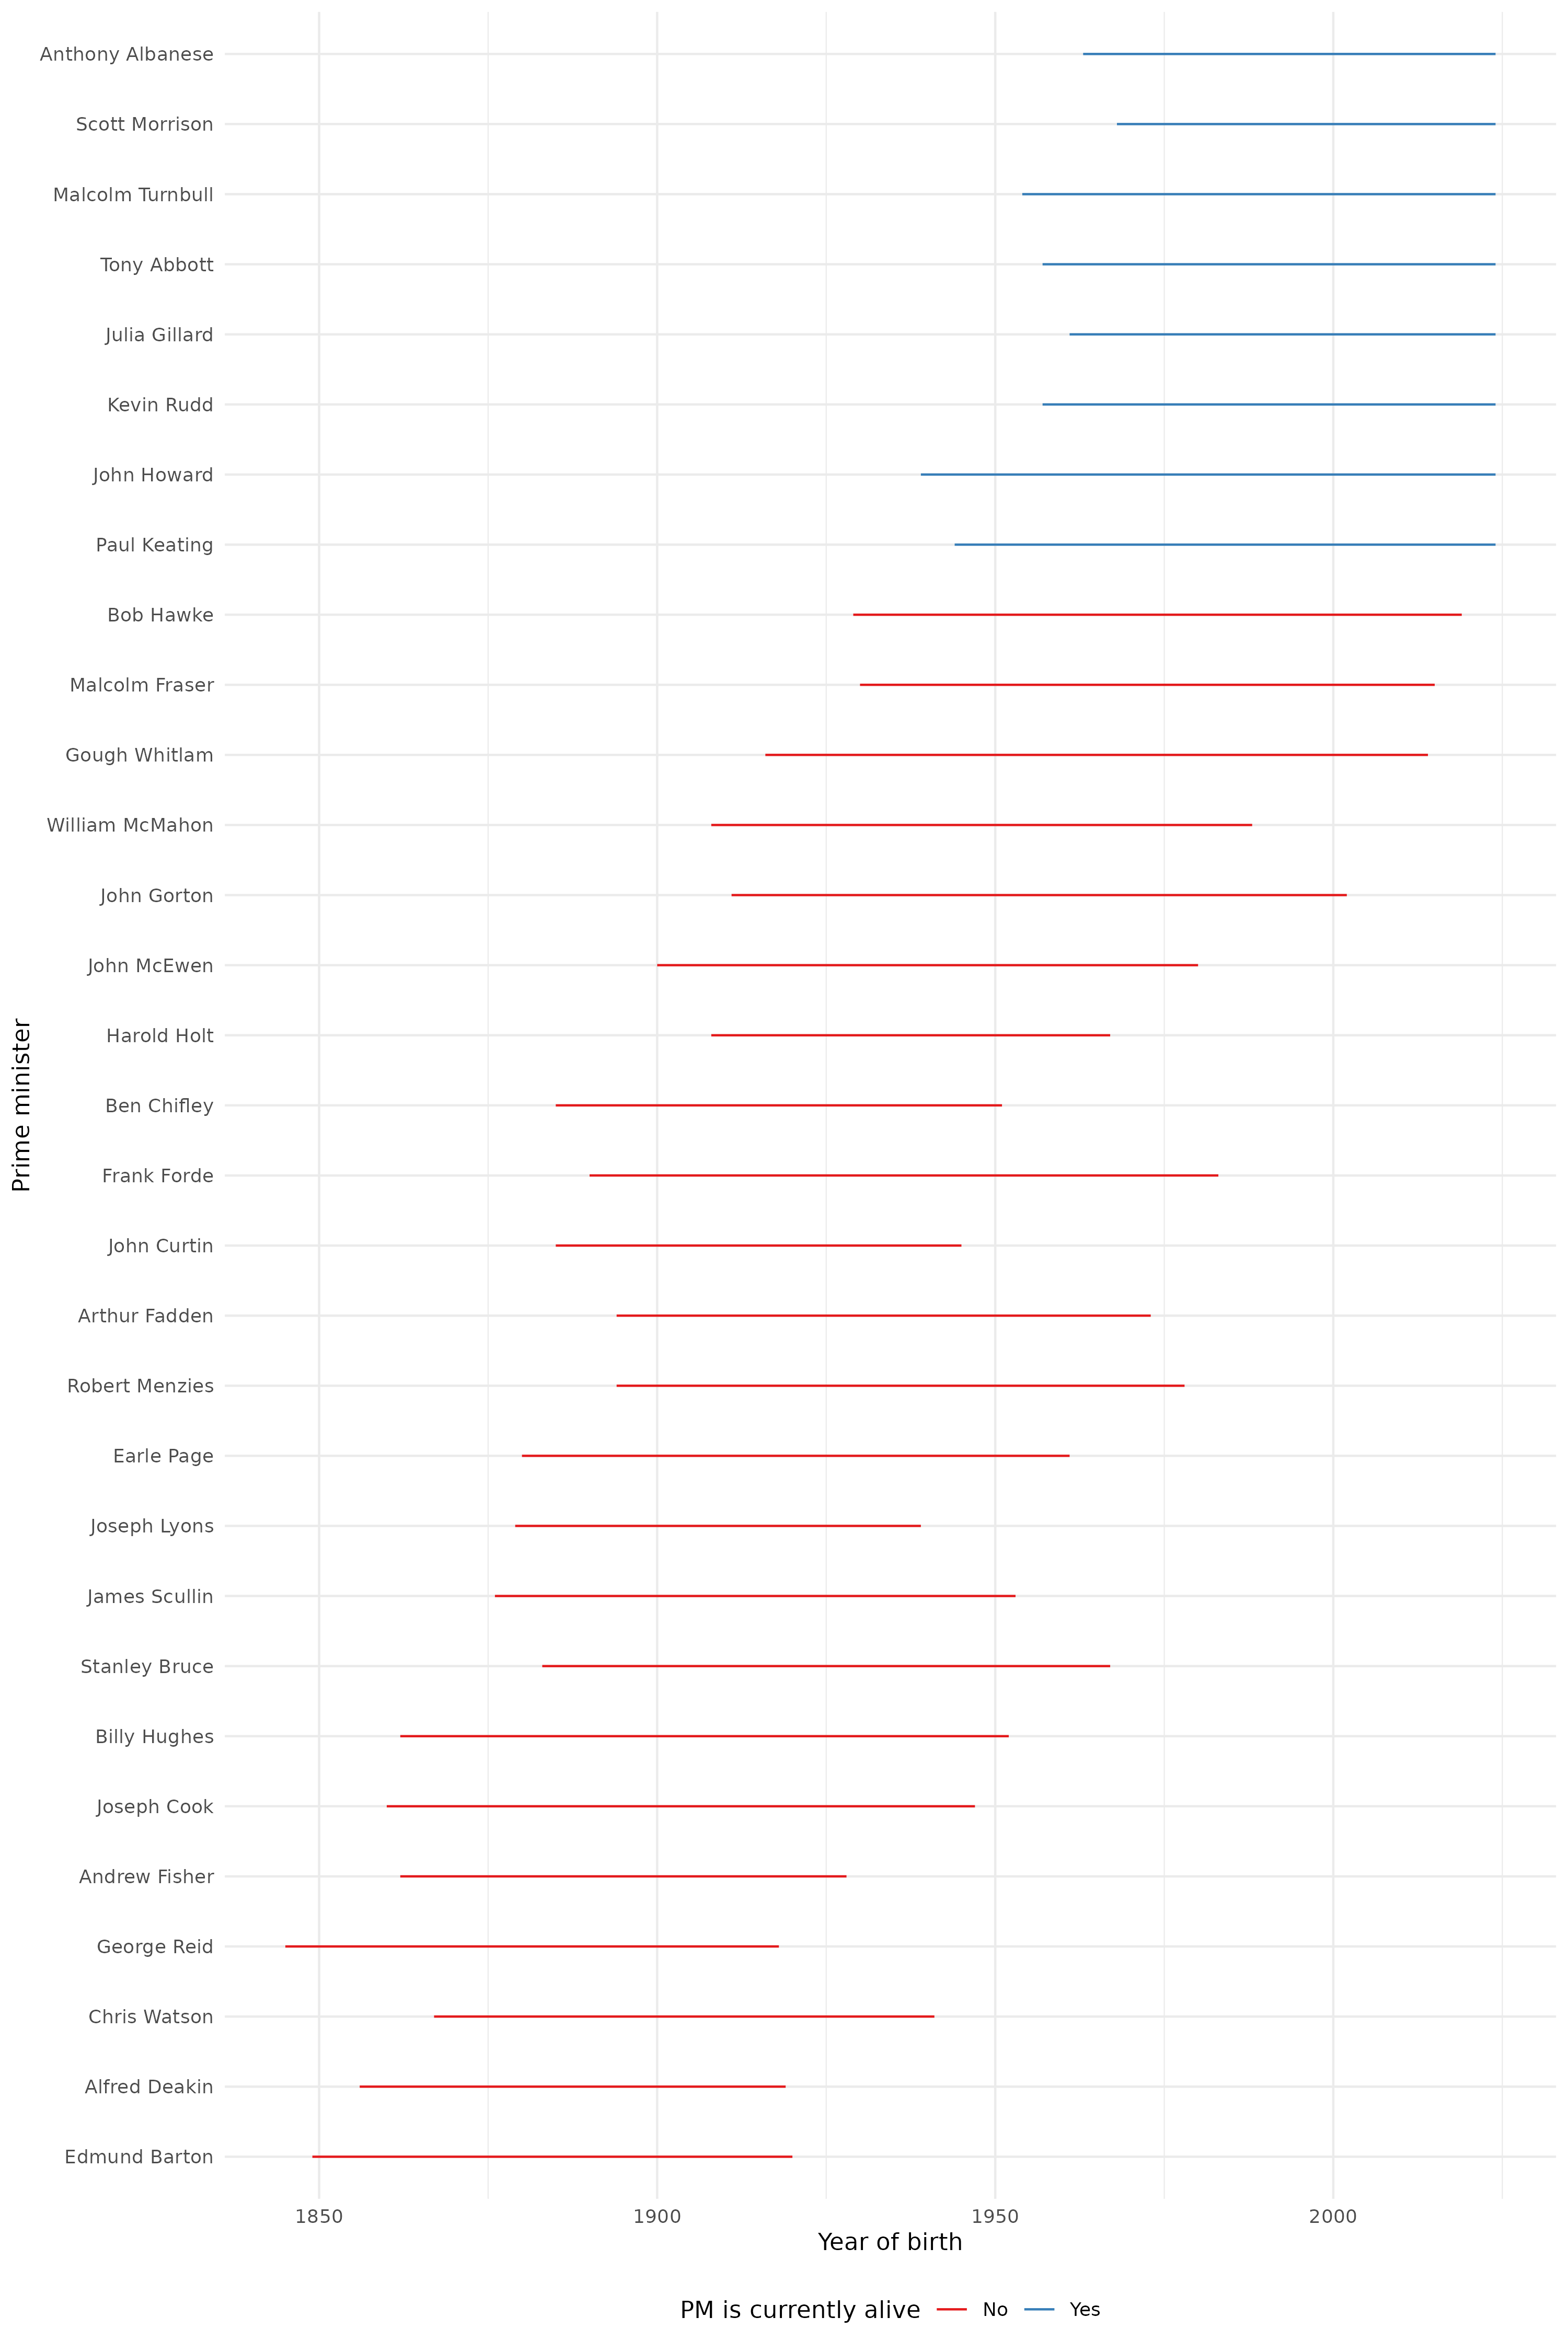 Anthony Albanese
Scott Morrison
Malcolm Turnbull
Tony Abbott
Julia Gillard
Kevin Rudd
John Howard
Paul Keating
Bob Hawke
Malcolm Fraser
Gough Whitlam
William McMahon
John Gorton
John McEwen
Harold Holt
Ben Chifley
Frank Forde
John Curtin
Arthur Fadden
Robert Menzies
Earle Page
Joseph Lyons
James Scullin
Stanley Bruce
Billy Hughes
Joseph Cook
Andrew Fisher
George Reid
Chris Watson
Alfred Deakin
Edmund Barton
Prime minister
1850 1900 1950 2000
Year of birth
PM is currently alive No Yes